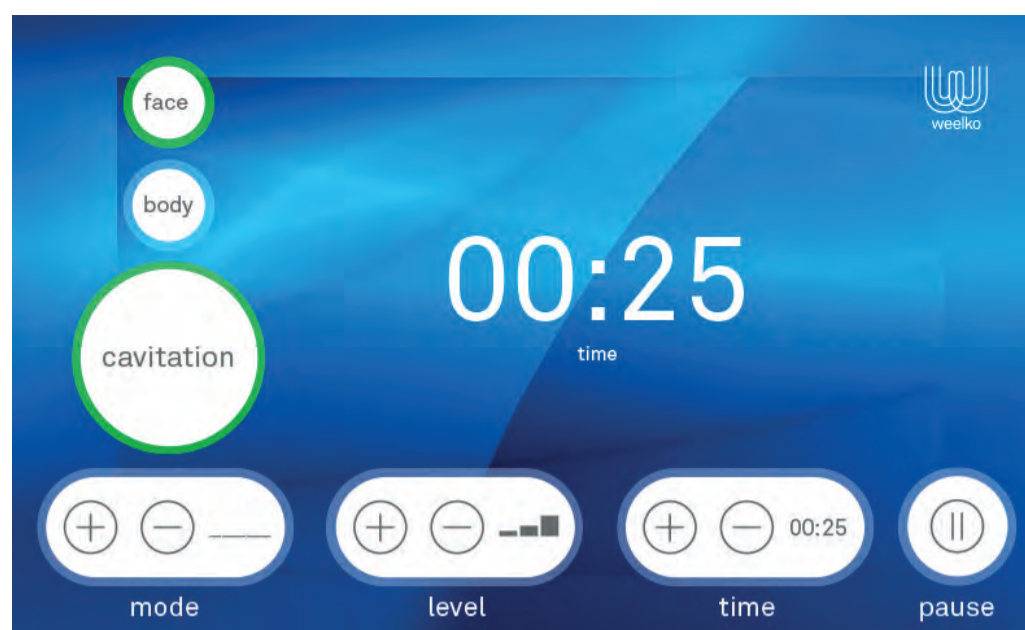 face
weelko
body
00:25
time
cavitation
00:25
mode
level
time
pause